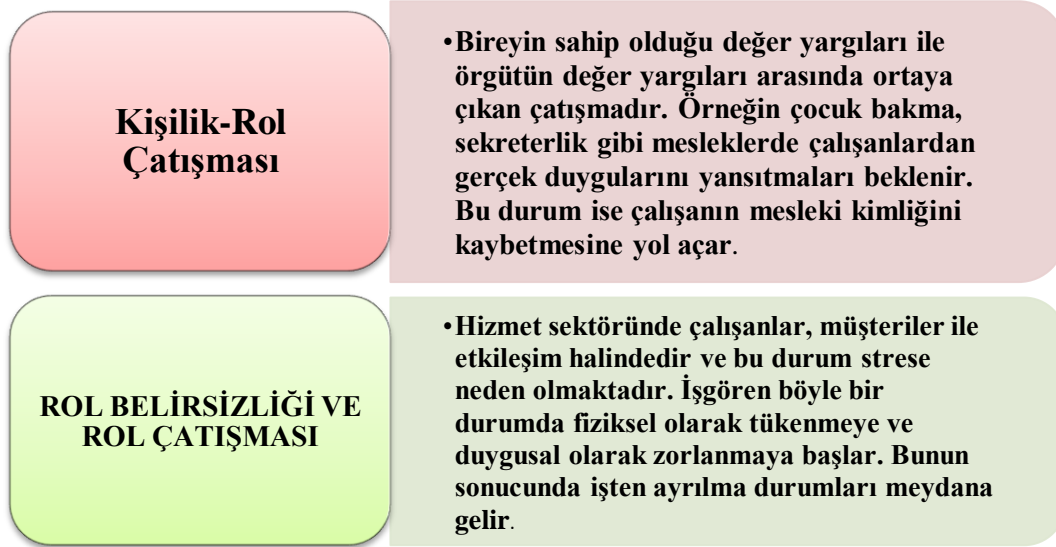 Kişilik-Rol
Çatışması
•Bireyin sahip olduğu değer yargıları ile
örgütün değer yargıları arasında ortaya
çıkan çatışmadır. Örneğin çocuk bakma,
sekreterlik gibi mesleklerde çalışanlardan
gerçek duygularını yansıtmaları beklenir.
Bu durum ise çalışanın mesleki kimliğini
kaybetmesine yol açar.
ROL BELİRSİZLİĞİ VE
ROL ÇATIŞMASI
•Hizmet sektöründe çalışanlar, müşteriler ile
etkileşim halindedir ve bu durum strese
neden olmaktadır. İşgören böyle bir
durumda fiziksel olarak tükenmeye ve
duygusal olarak zorlanmaya başlar. Bunun
sonucunda işten ayrılma durumları meydana
gelir.